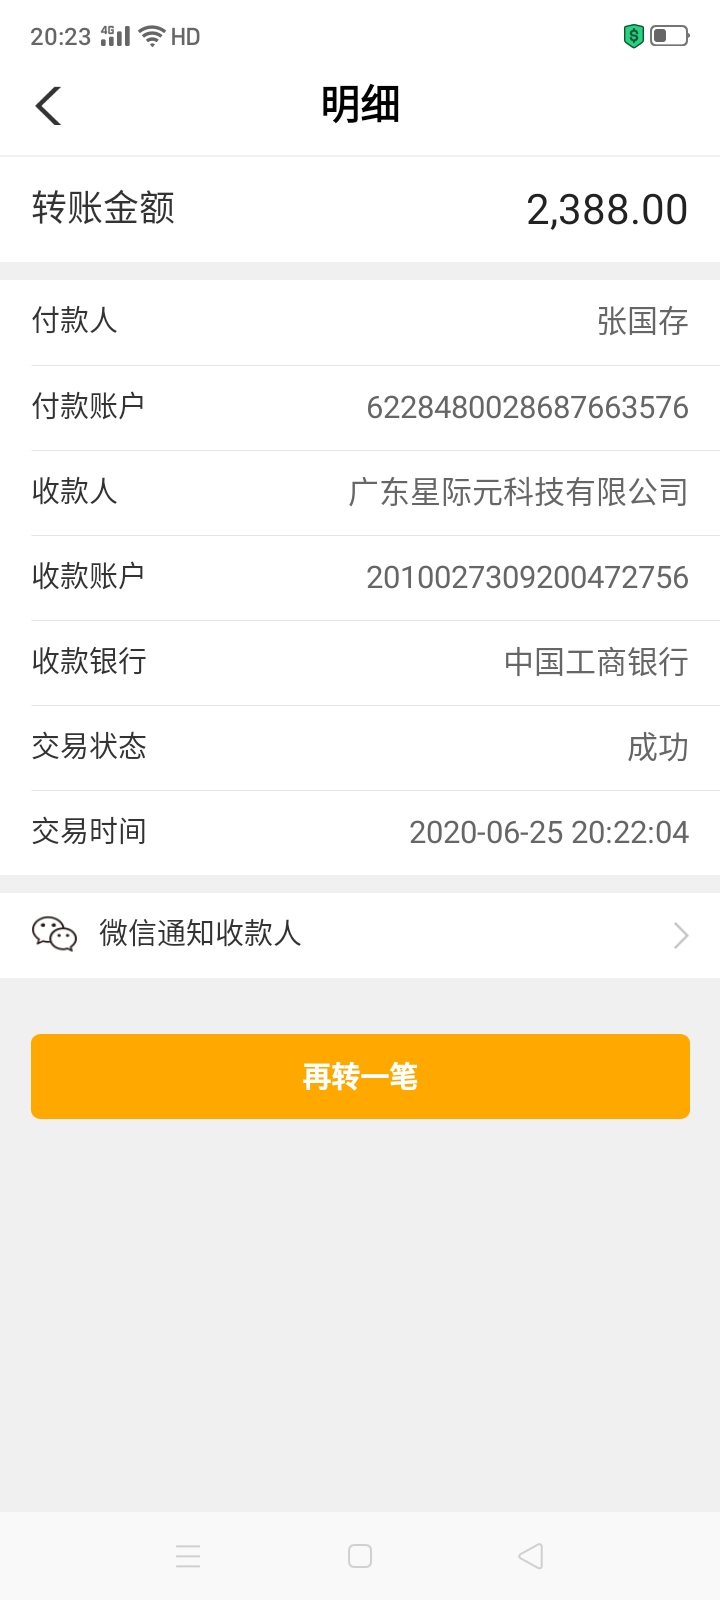 20:23 4G HD
明细
转账金额 2,388.00
付款人 张国存
付款账户 6228480028687663576
收款人 广东星际元科技有限公司
收款账户 2010027309200472756
收款银行 中国工商银行
交易状态 成功
交易时间 2020-06-25 20:22:04
微信通知收款人
再转一笔